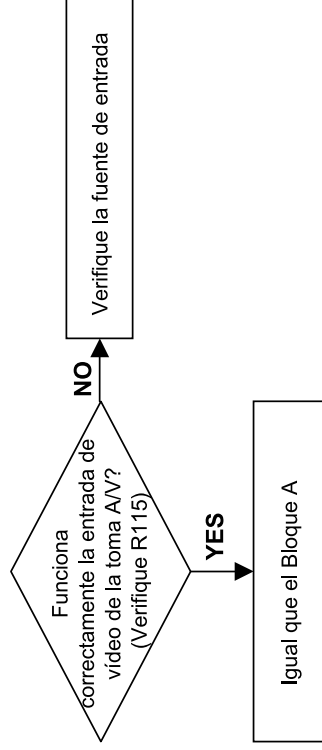 Funciona
correctamente la entrada de
vídeo de la toma A/V?
(Verifique R115)
NO
Verifique la fuente de entrada
YES
Igual que el Bloque A